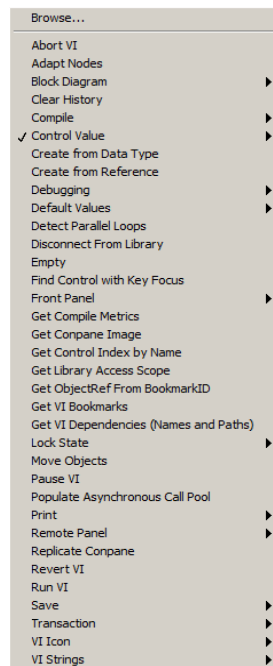 Browse...
Abort VI
Adapt Nodes
Block Diagram
Clear History
Compile
Control Value
Create from Data Type
Create from Reference
Debugging
Default Values
Detect Parallel Loops
Disconnect From Library
Empty
Find Control with Key Focus
Front Panel
Get Compile Metrics
Get Conpane Image
Get Control Index by Name
Get Library Access Scope
Get ObjectRef From BookmarkID
Get VI Bookmarks
Get VI Dependencies (Names and Paths)
Lock State
Move Objects
Pause VI
Populate Asynchronous Call Pool
Print
Remote Panel
Replicate Conpane
Revert VI
Run VI
Save
Transaction
VI Icon
VI Strings